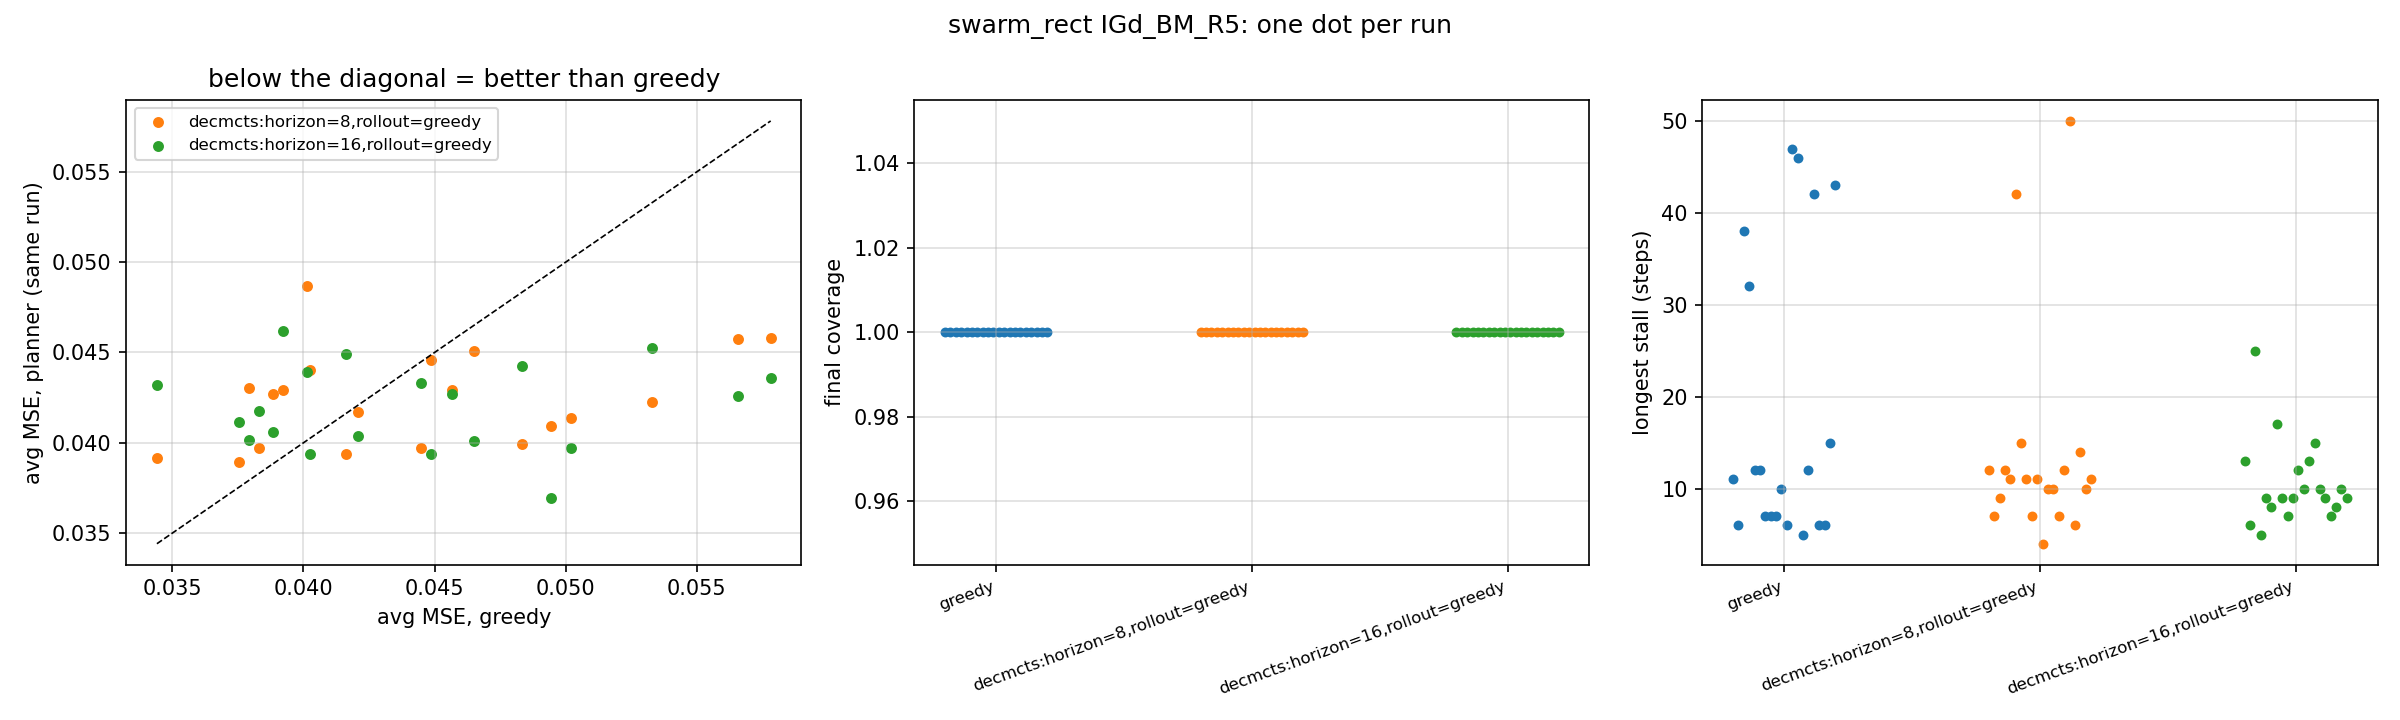 swarm_rect IGd_BM_R5: one dot per run
below the diagonal = better than greedy
decmcts:horizon=8,rollout=greedy
decmcts:horizon=16,rollout=greedy
avg MSE, planner (same run)
0.055
0.050
0.045
0.040
0.035
0.035
0.040
0.045
0.050
0.055
avg MSE, greedy
final coverage
1.04
1.02
1.00
0.98
0.96
greedy
decmcts:horizon=8,rollout=greedy
decmcts:horizon=16,rollout=greedy
longest stall (steps)
50
40
30
20
10
greedy
decmcts:horizon=8,rollout=greedy
decmcts:horizon=16,rollout=greedy